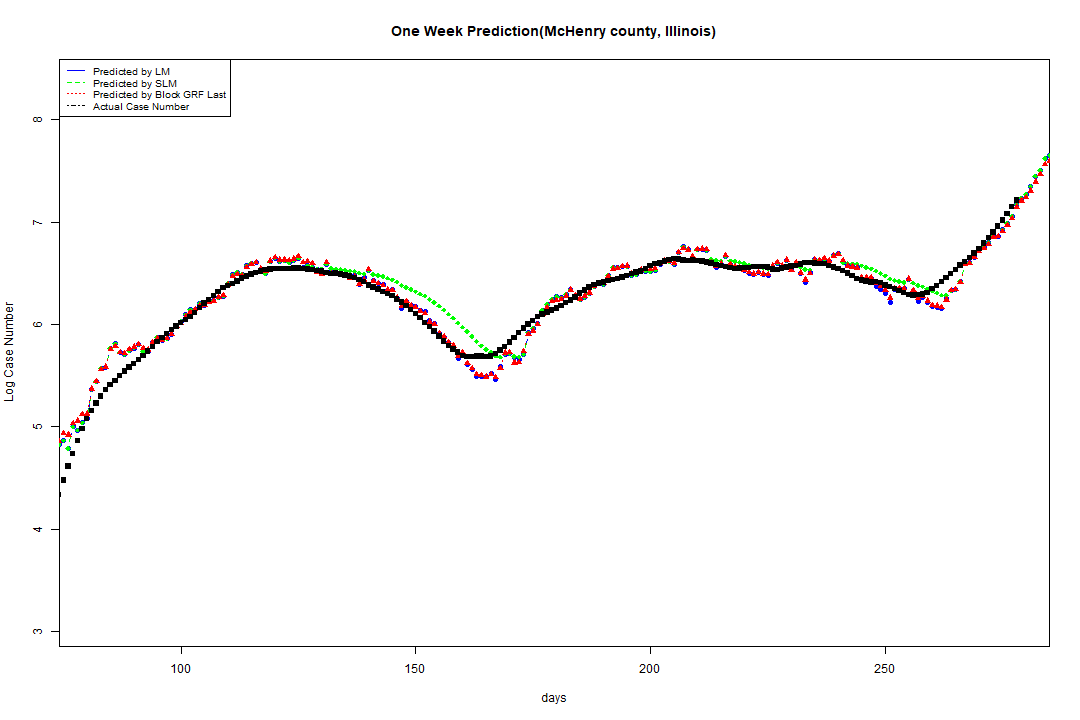 One Week Prediction(McHenry county, Illinois)
Predicted by LM
Predicted by SLM
Predicted by Block GRF Last
Actual Case Number
Log Case Number
8
7
6
5
4
3
100 150 200 250
days